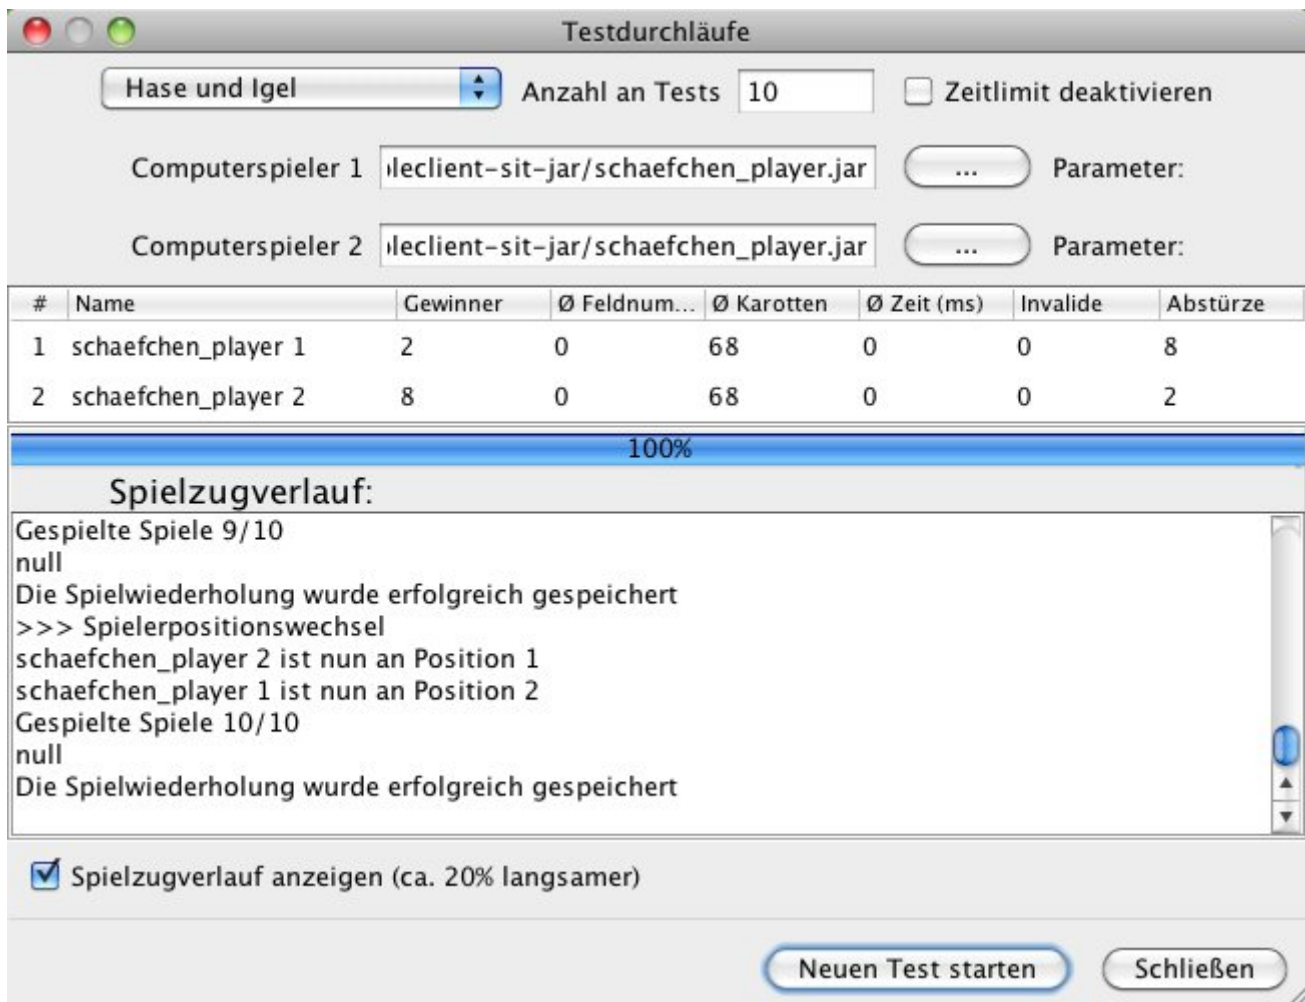 Testdurchläufe
Hase und Igel Anzahl an Tests 10 Zeitlimit deaktivieren
Computerspieler 1 leclient-sit-jar/schaefchen_player.jar ... Parameter:
Computerspieler 2 leclient-sit-jar/schaefchen_player.jar ... Parameter:
# Name Gewinner Ø Feldnum... Ø Karotten Ø Zeit (ms) Invalide Abstürze
1 schaefchen_player 1 2 0 68 0 0 8
2 schaefchen_player 2 8 0 68 0 0 2
100%
Spielzugverlauf:
Gespielte Spiele 9/10
null
Die Spielwiederholung wurde erfolgreich gespeichert
>>> Spielerpositionswechsel
schaefchen_player 2 ist nun an Position 1
schaefchen_player 1 ist nun an Position 2
Gespielte Spiele 10/10
null
Die Spielwiederholung wurde erfolgreich gespeichert
Spielzugverlauf anzeigen (ca. 20% langsamer)
Neuen Test starten Schließen